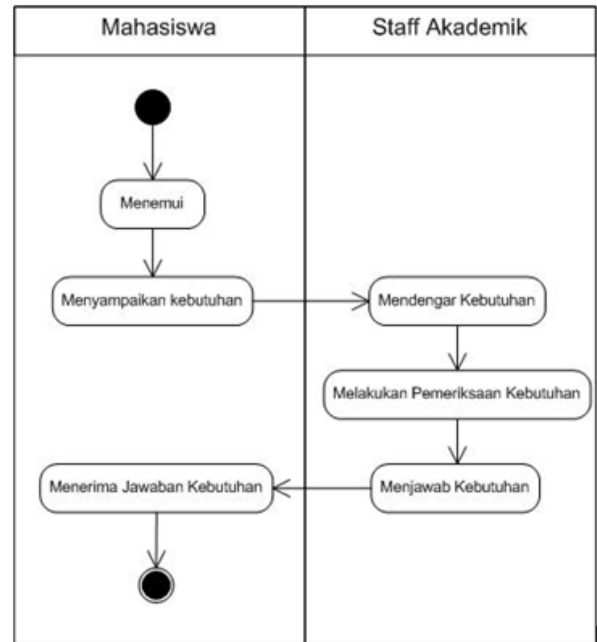 Mahasiswa
Staff Akademik
Menemui
Menyampaikan kebutuhan
Mendengar Kebutuhan
Melakukan Pemeriksaan Kebutuhan
Menerima Jawaban Kebutuhan
Menjawab Kebutuhan